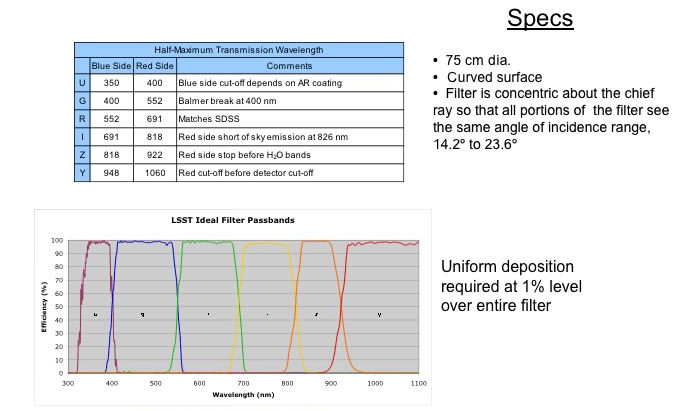 Specs
Half-Maximum Transmission Wavelength
Blue Side Red Side Comments
U 350 400 Blue side cut-off depends on AR coating
G 400 552 Balmer break at 400 nm
R 552 691 Matches SDSS
I 691 818 Red side short of sky emission at 826 nm
Z 818 922 Red side stop before H₂O bands
Y 948 1060 Red cut-off before detector cut-off
• 75 cm dia.
• Curved surface
• Filter is concentric about the chief
ray so that all portions of the filter see
the same angle of incidence range,
14.2º to 23.6º
LSST Ideal Filter Passbands
Efficiency (%)
100
90
80
70
60
50
40
30
20
10
0
300 400 500 600 700 800 900 1000 1100
Wavelength (nm)
Uniform deposition
required at 1% level
over entire filter